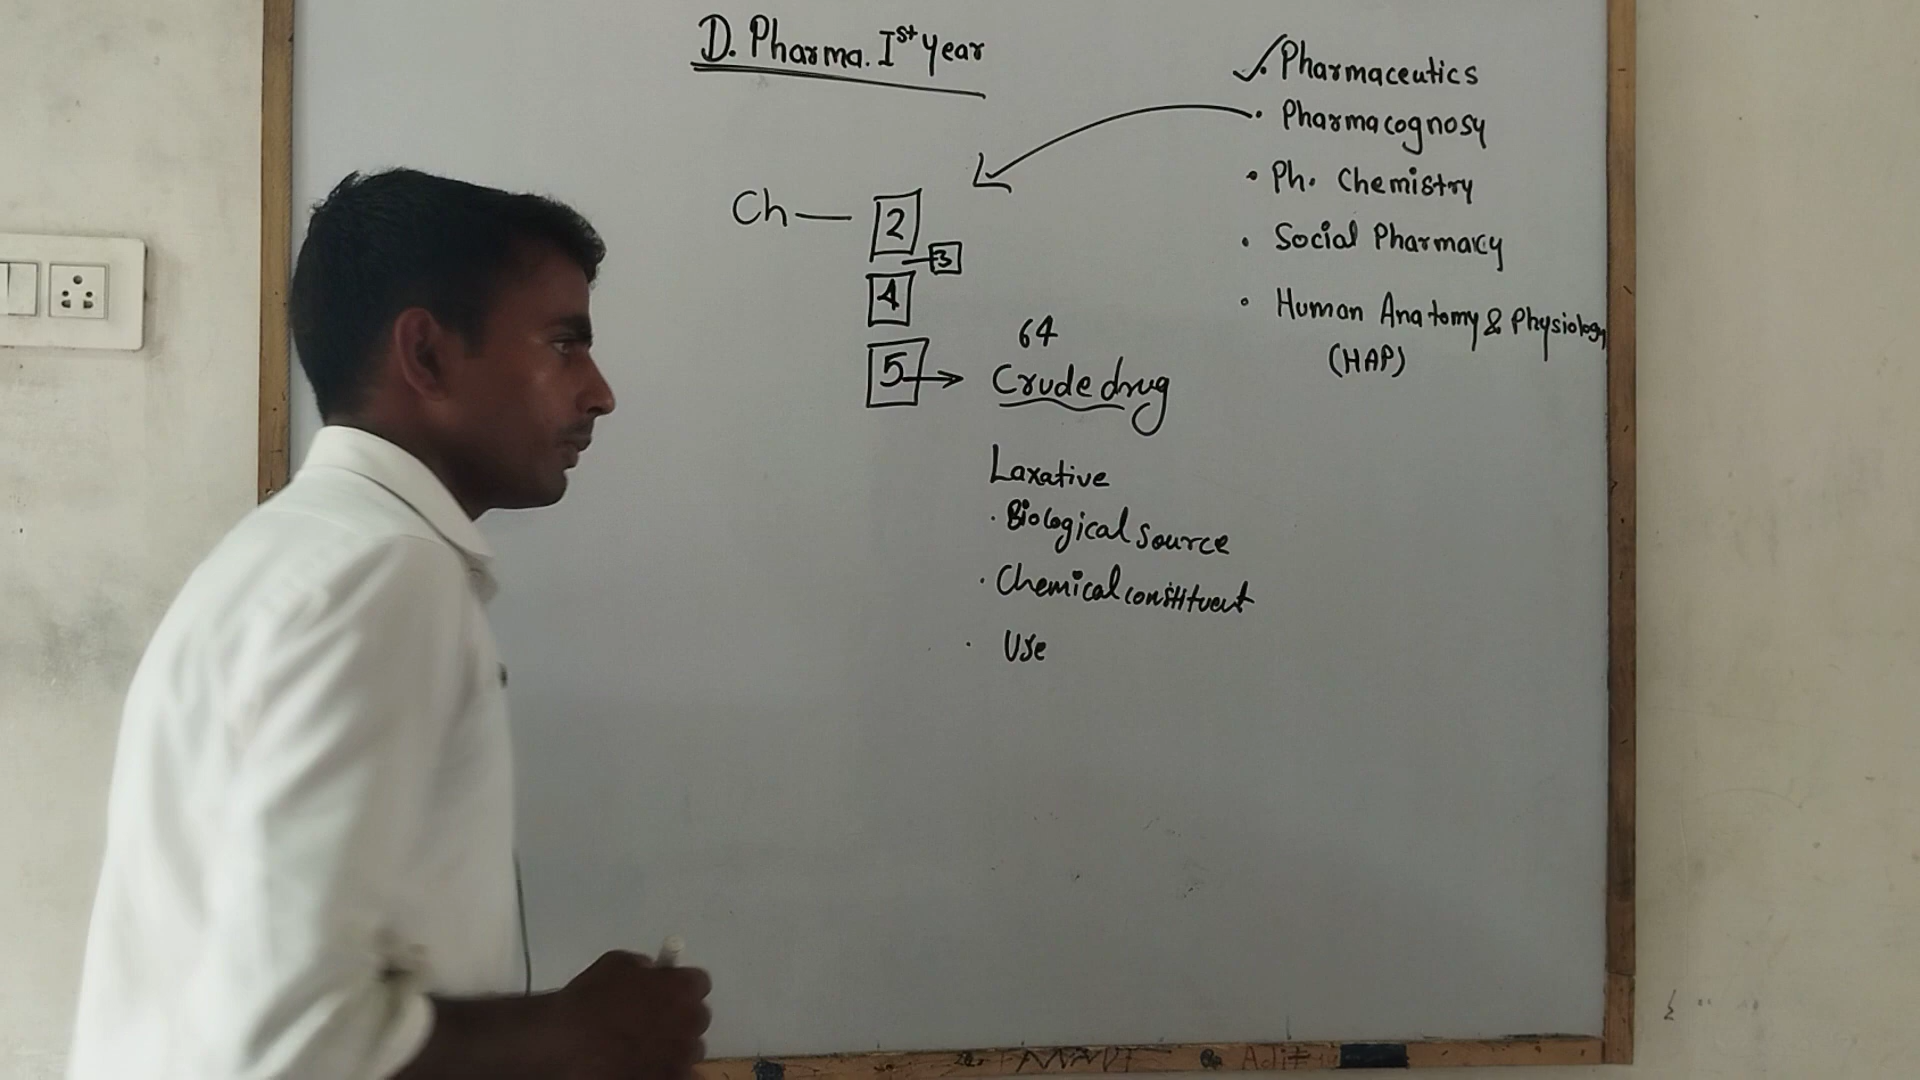 D. Pharma. Ist year
Ch — 2
3
4
5 → 64
Crude drug
Laxative
· Biological source
· Chemical constituent
· Use
✓. Pharmaceutics
· Pharmacognosy
· Ph. Chemistry
· Social Pharmacy
· Human Anatomy & Physiology
(HAP)